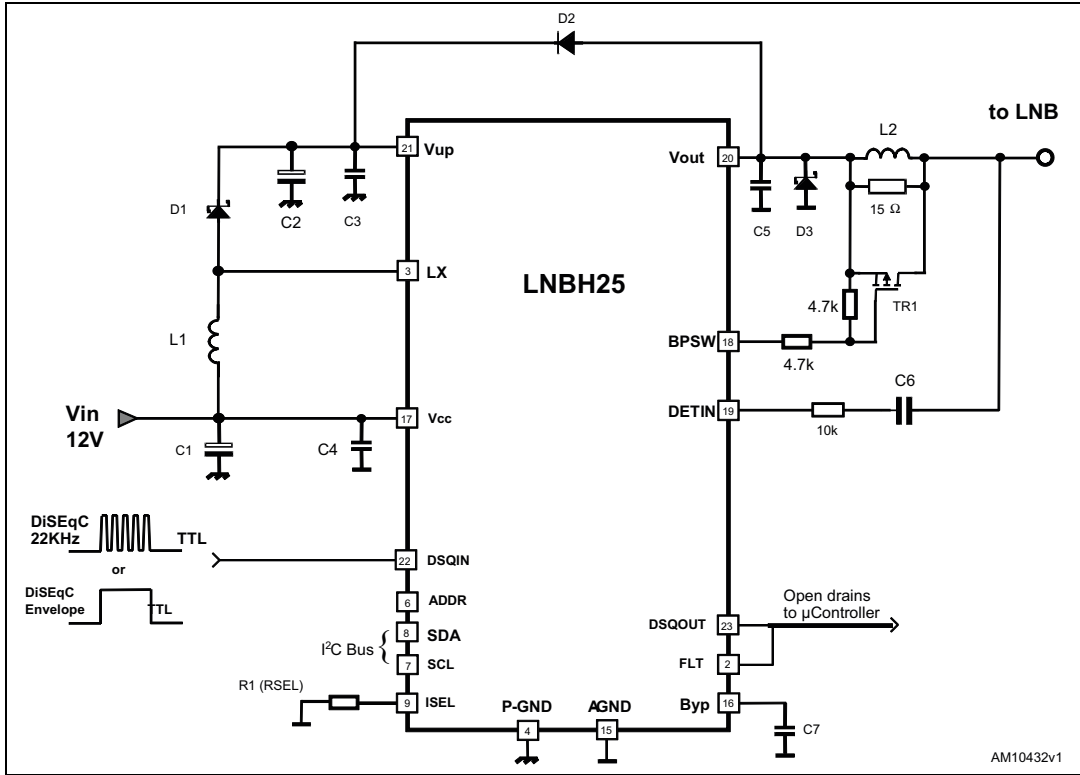 D2
to LNB
L2
21
Vup
Vout
20
15 Ω
D1
C2
C3
C5
D3
3
LX
LNBH25
4.7k
TR1
L1
BPSW
18
4.7k
C6
Vin
12V
17
Vcc
DETIN
19
10k
C1
C4
DiSEqC
22KHz
TTL
or
22
DSQIN
DiSEqC
Envelope
TTL
6
ADDR
Open drains
to µController
8
SDA
DSQOUT
23
I²C Bus
7
SCL
FLT
2
R1 (RSEL)
9
ISEL
P-GND
AGND
Byp
16
4
15
C7
AM10432v1